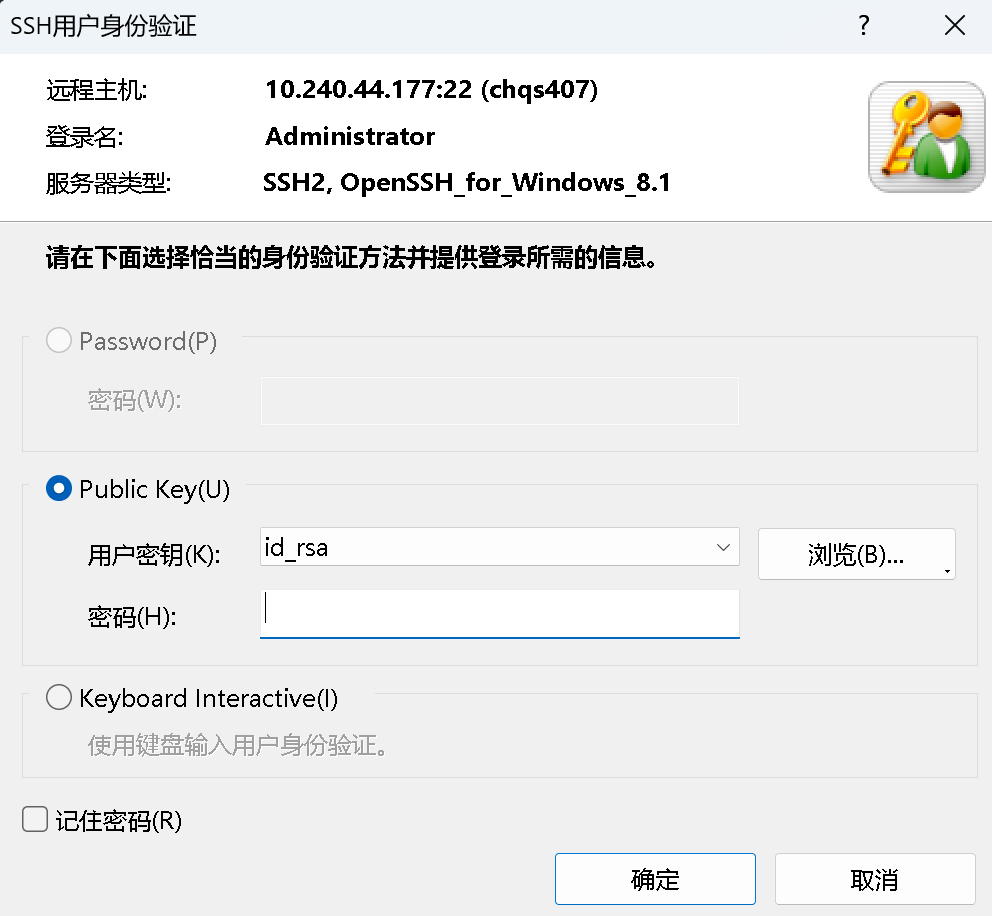 SSH用户身份验证
?
远程主机: 10.240.44.177:22 (chqs407)
登录名: Administrator
服务器类型: SSH2, OpenSSH_for_Windows_8.1
请在下面选择恰当的身份验证方法并提供登录所需的信息。
Password(P)
密码(W):
Public Key(U)
用户密钥(K): id_rsa 浏览(B)...
密码(H):
Keyboard Interactive(I)
使用键盘输入用户身份验证。
记住密码(R)
确定 取消